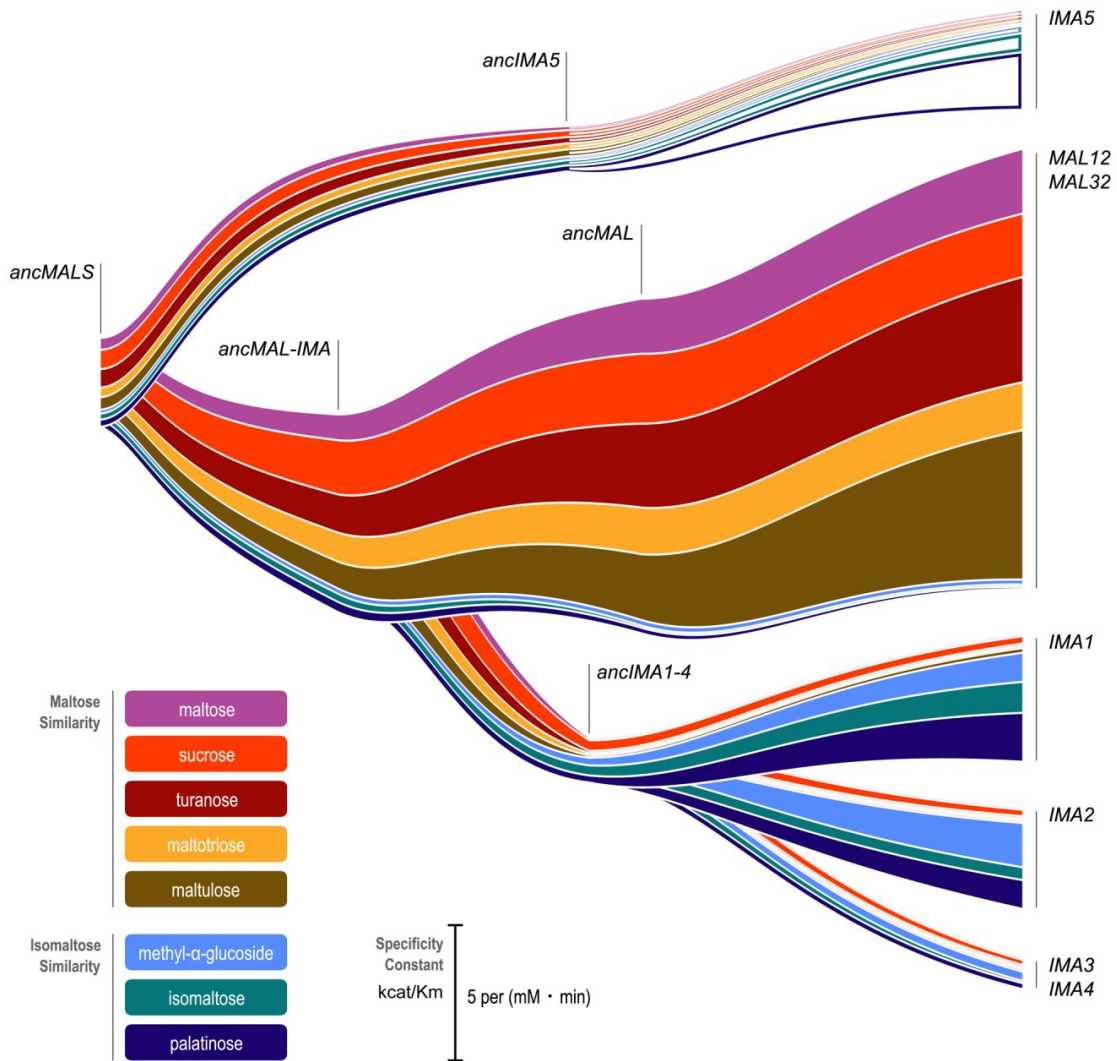 IMA5
ancIMA5
MAL12
MAL32
ancMAL
ancMALS
ancMAL-IMA
IMA1
ancIMA1-4
Maltose
Similarity
maltose
sucrose
turanose
maltotriose
maltulose
IMA2
Isomaltose
Similarity
methyl-α-glucoside
isomaltose
palatinose
Specificity
Constant
kcat/Km
5 per (mM · min)
IMA3
IMA4